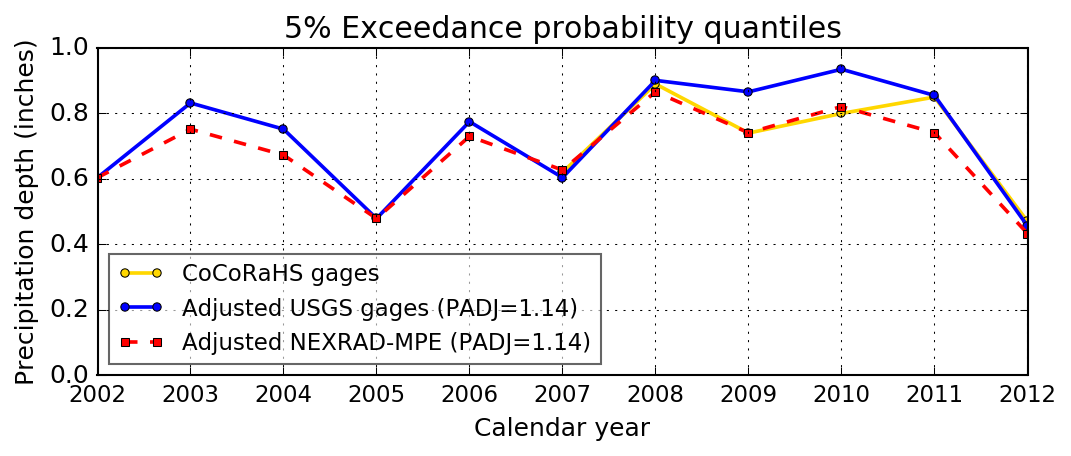 5% Exceedance probability quantiles
Precipitation depth (inches)
1.0
0.8
0.6
0.4
0.2
0.0
CoCoRaHS gages
Adjusted USGS gages (PADJ=1.14)
Adjusted NEXRAD-MPE (PADJ=1.14)
2002 2003 2004 2005 2006 2007 2008 2009 2010 2011 2012
Calendar year